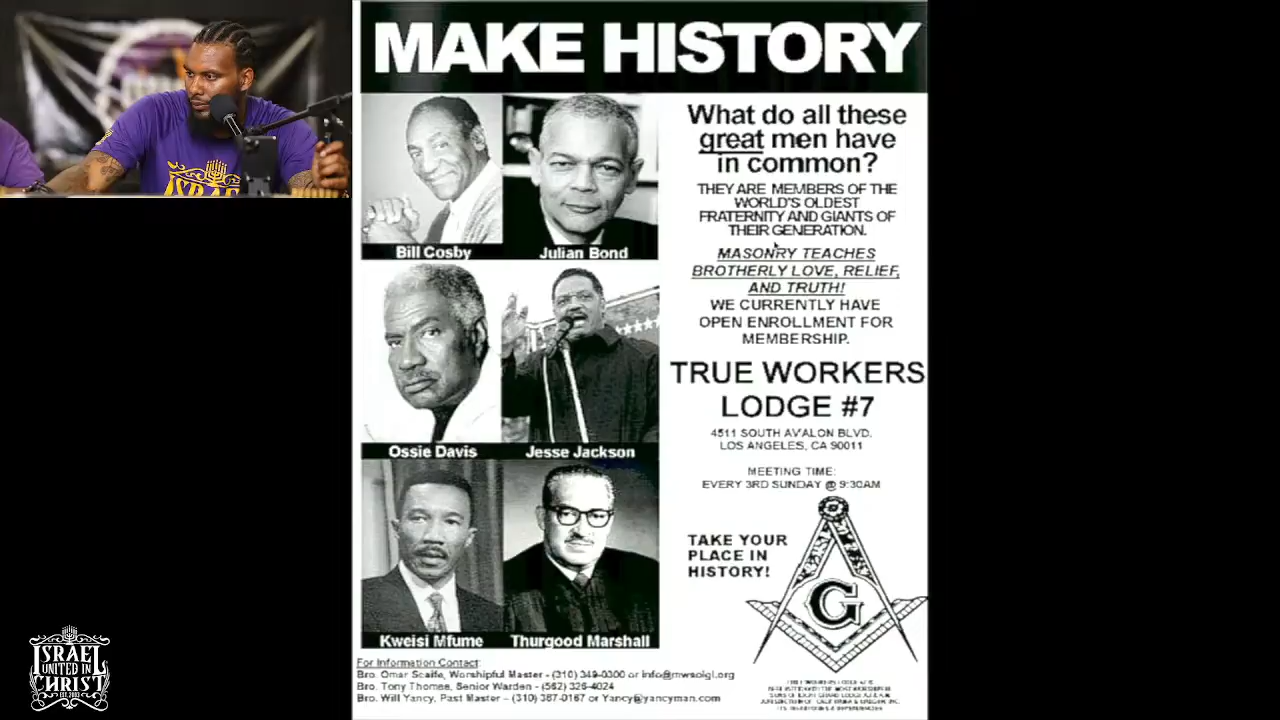 MAKE HISTORY
What do all these
great men have
in common?
THEY ARE MEMBERS OF THE
WORLD'S OLDEST
FRATERNITY AND GIANTS OF
THEIR GENERATION.
MASONRY TEACHES
BROTHERLY LOVE, RELIEF,
AND TRUTH!
WE CURRENTLY HAVE
OPEN ENROLLMENT FOR
MEMBERSHIP.
TRUE WORKERS
LODGE #7
4511 SOUTH AVALON BLVD.
LOS ANGELES, CA 90011
MEETING TIME:
EVERY 3RD SUNDAY @ 9:30AM
TAKE YOUR
PLACE IN
HISTORY!
G
Bill Cosby
Julian Bond
Ossie Davis
Jesse Jackson
Kweisi Mfume
Thurgood Marshall
For Information Contact:
Bro. Omar Scaife, Worshipful Master - (310) 349-0300 or info@mwsolgl.org
Bro. Tony Thomas, Senior Warden - (562) 326-4024
Bro. Will Yancy, Past Master – (310) 387-0167 or Yancy@yancyman.com
ISRAEL
UNITED IN
CHRIST